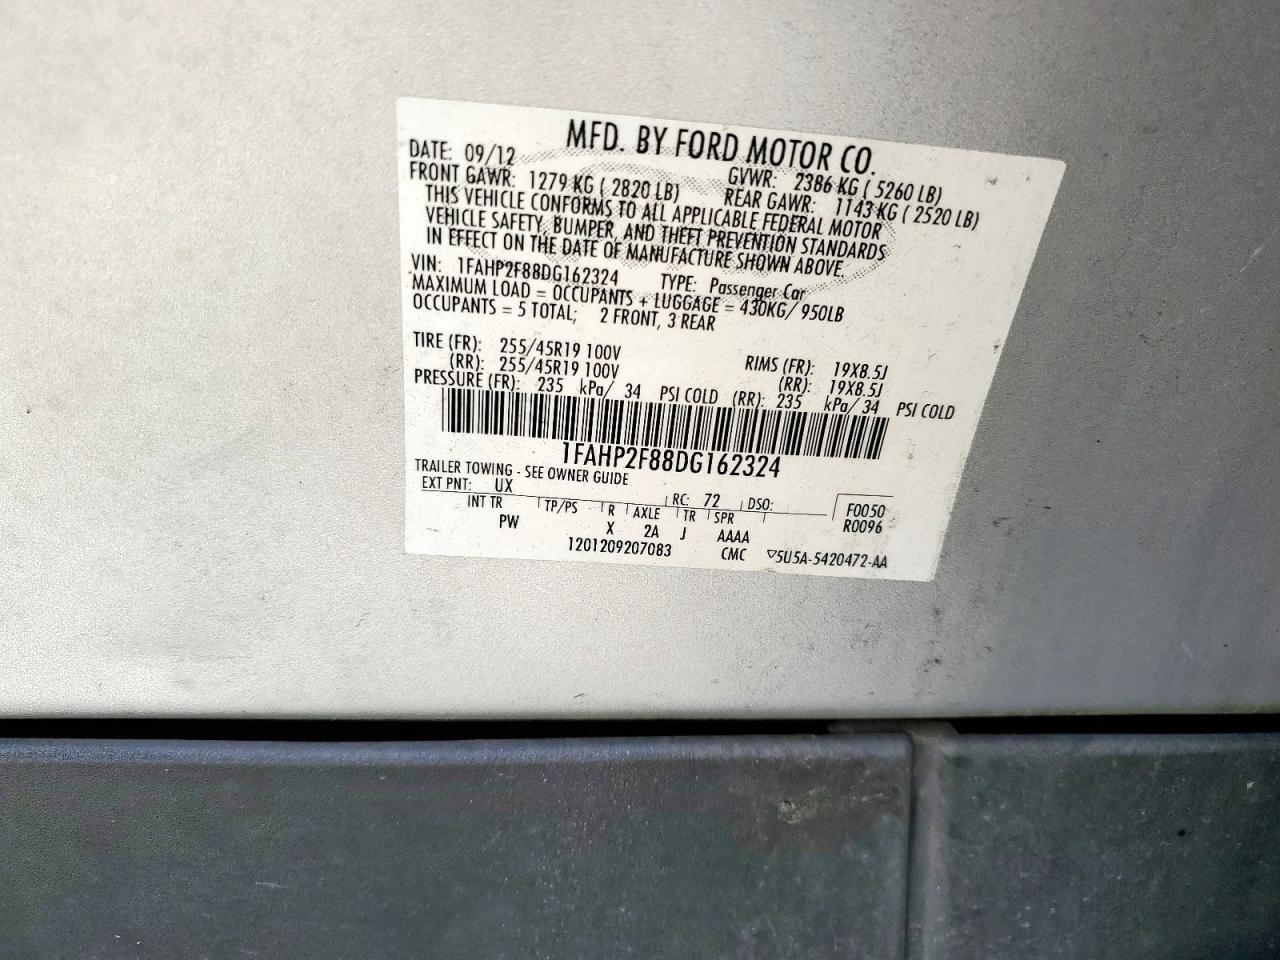 MFD. BY FORD MOTOR CO.
DATE: 09/12 GVWR: 2386 KG ( 5260 LB)
FRONT GAWR: 1279 KG ( 2820 LB) REAR GAWR: 1143 KG ( 2520 LB)
THIS VEHICLE CONFORMS TO ALL APPLICABLE FEDERAL MOTOR
VEHICLE SAFETY, BUMPER, AND THEFT PREVENTION STANDARDS
IN EFFECT ON THE DATE OF MANUFACTURE SHOWN ABOVE.
VIN: 1FAHP2F88DG162324 TYPE: Passenger Car
MAXIMUM LOAD = OCCUPANTS + LUGGAGE = 430KG/ 950LB
OCCUPANTS = 5 TOTAL; 2 FRONT, 3 REAR
TIRE (FR): 255/45R19 100V RIMS (FR): 19X8.5J
(RR): 255/45R19 100V (RR): 19X8.5J
PRESSURE (FR): 235 kPa/ 34 PSI COLD (RR): 235 kPa/ 34 PSI COLD
1FAHP2F88DG162324
TRAILER TOWING - SEE OWNER GUIDE
EXT PNT: UX RC: 72 DSO: F0050
INT TR TP/PS R AXLE TR SPR R0096
PW X 2A J AAAA
1201209207083 CMC ▽5U5A-5420472-AA